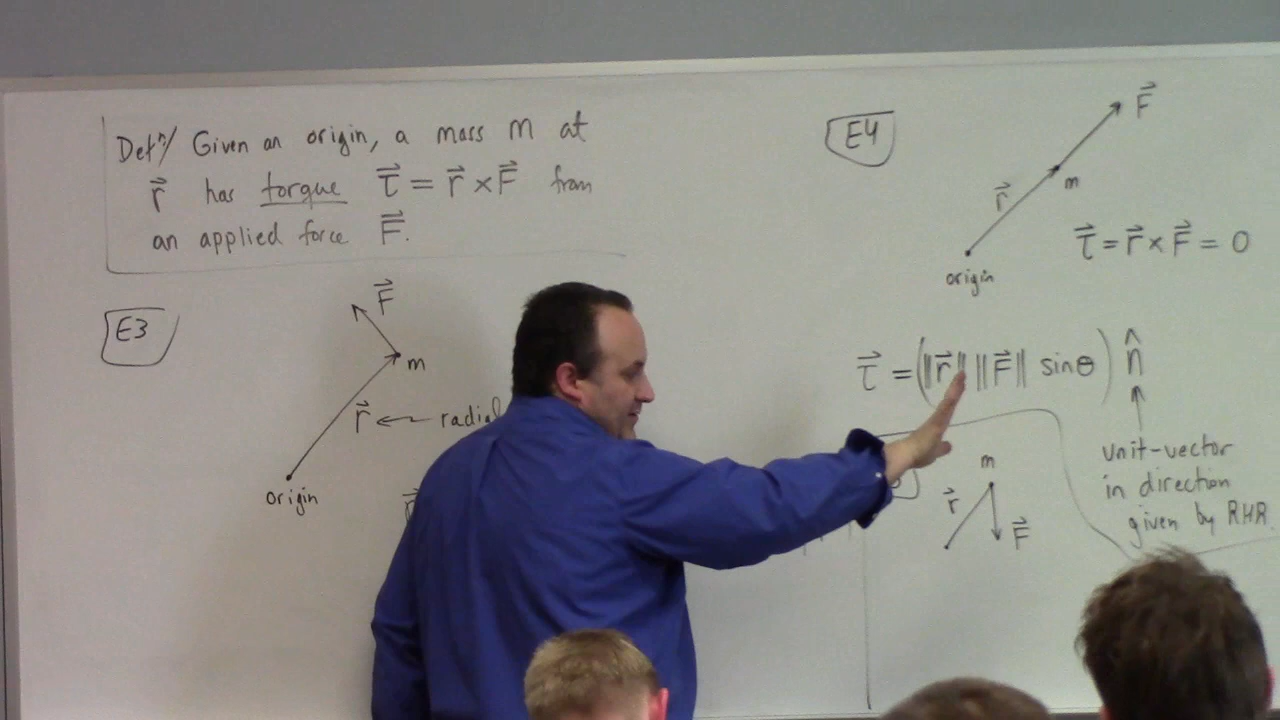 Defⁿ/ Given an origin, a mass m at
r⃗ has torque τ⃗ = r⃗ × F⃗ from
an applied force F⃗.
E3
F⃗
m
r⃗ ← radial
origin
E4
F⃗
r⃗
m
origin
τ⃗ = r⃗ × F⃗ = 0
τ⃗ = (‖r⃗‖ ‖F⃗‖ sinθ) n̂
unit-vector
in direction
given by RHR
m
r⃗
F⃗